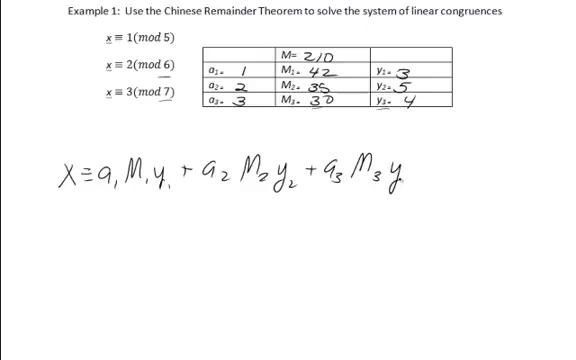 Example 1: Use the Chinese Remainder Theorem to solve the system of linear congruences
x ≡ 1(mod 5)
x ≡ 2(mod 6)
x ≡ 3(mod 7)
M= 210
a₁= 1 M₁= 42 y₁= 3
a₂= 2 M₂= 35 y₂= 5
a₃= 3 M₃= 30 y₃= 4
X ≡ a₁ M₁ y₁ + a₂ M₂ y₂ + a₃ M₃ y